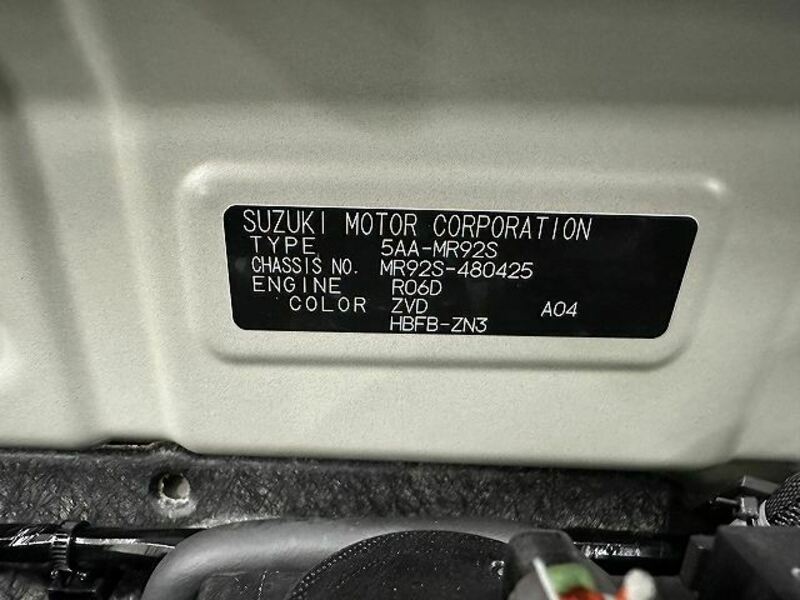 SUZUKI MOTOR CORPORATION
TYPE 5AA-MR92S
CHASSIS NO. MR92S-480425
ENGINE R06D
COLOR ZVD A04
HBFB-ZN3